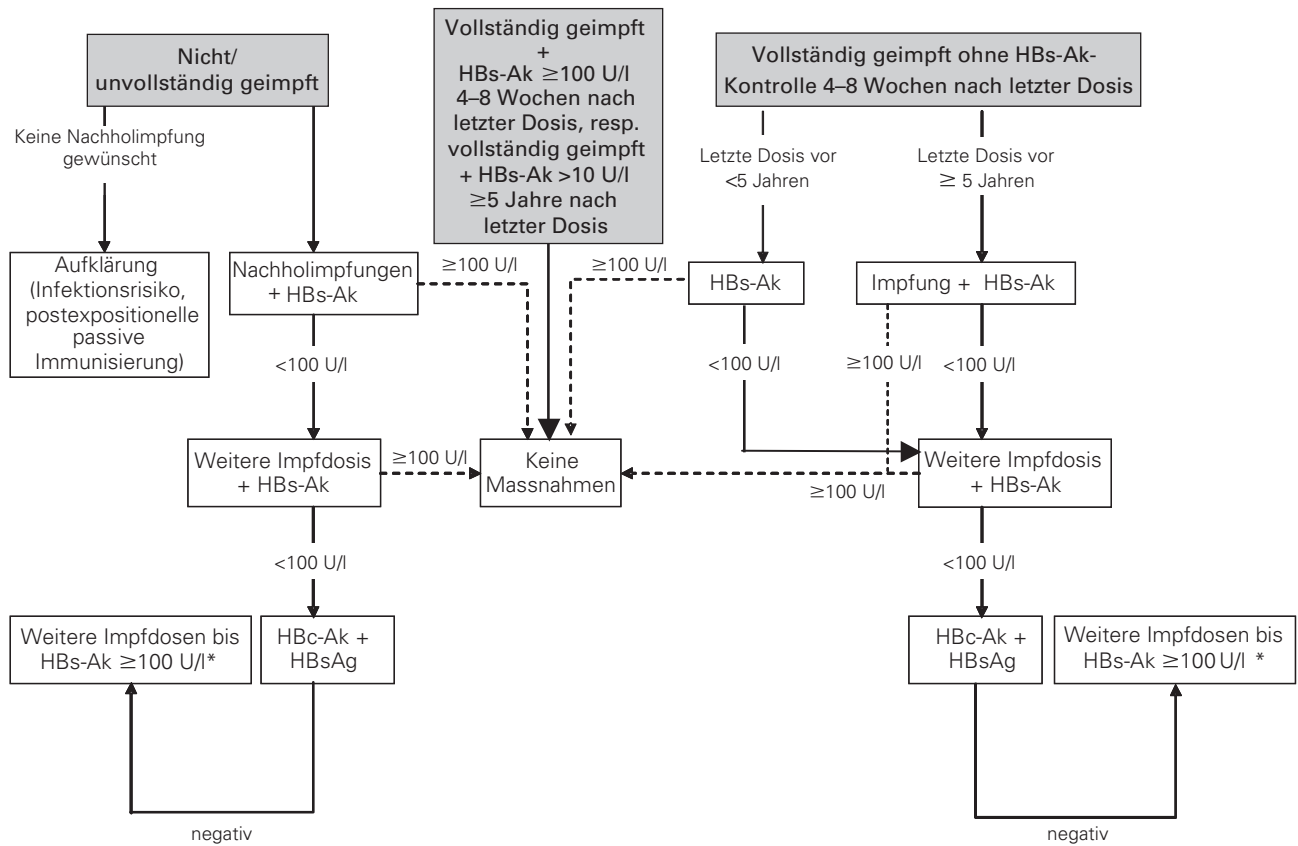 Nicht/
unvollständig geimpft
Vollständig geimpft
+
HBs-Ak ≥100 U/l
4–8 Wochen nach
letzter Dosis, resp.
vollständig geimpft
+ HBs-Ak >10 U/l
≥5 Jahre nach
letzter Dosis
Vollständig geimpft ohne HBs-Ak-
Kontrolle 4–8 Wochen nach letzter Dosis
Keine Nachholimpfung
gewünscht
Letzte Dosis vor
<5 Jahren
Letzte Dosis vor
≥ 5 Jahren
Aufklärung
(Infektionsrisiko,
postexpositionelle
passive
Immunisierung)
Nachholimpfungen
+ HBs-Ak
≥100 U/l
≥100 U/l
HBs-Ak
Impfung + HBs-Ak
<100 U/l
<100 U/l
≥100 U/l
<100 U/l
Weitere Impfdosis
+ HBs-Ak
≥100 U/l
Keine
Massnahmen
≥100 U/l
Weitere Impfdosis
+ HBs-Ak
<100 U/l
<100 U/l
Weitere Impfdosen bis
HBs-Ak ≥100 U/l*
HBc-Ak +
HBsAg
HBc-Ak +
HBsAg
Weitere Impfdosen bis
HBs-Ak ≥100 U/l *
negativ
negativ